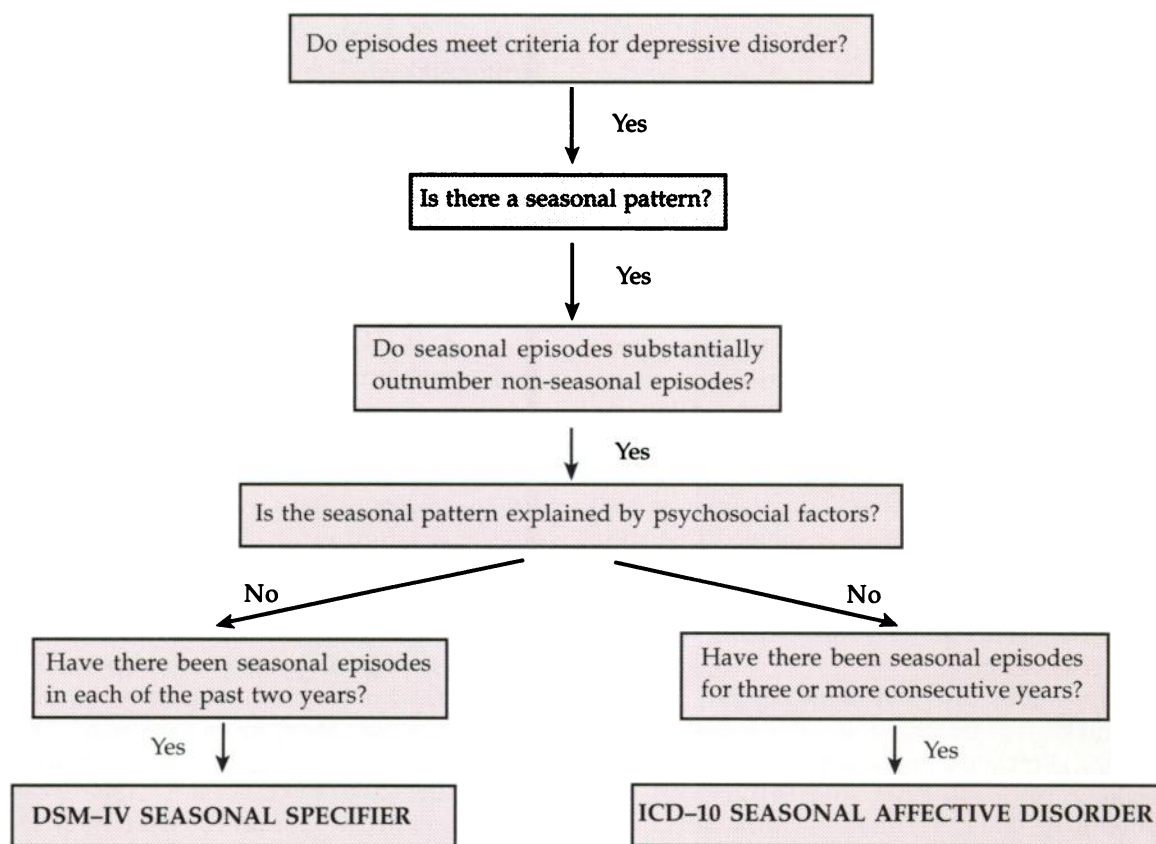 Do episodes meet criteria for depressive disorder?
Yes
Is there a seasonal pattern?
Yes
Do seasonal episodes substantially
outnumber non-seasonal episodes?
Yes
Is the seasonal pattern explained by psychosocial factors?
No
No
Have there been seasonal episodes
in each of the past two years?
Have there been seasonal episodes
for three or more consecutive years?
Yes
Yes
DSM–IV SEASONAL SPECIFIER
ICD–10 SEASONAL AFFECTIVE DISORDER